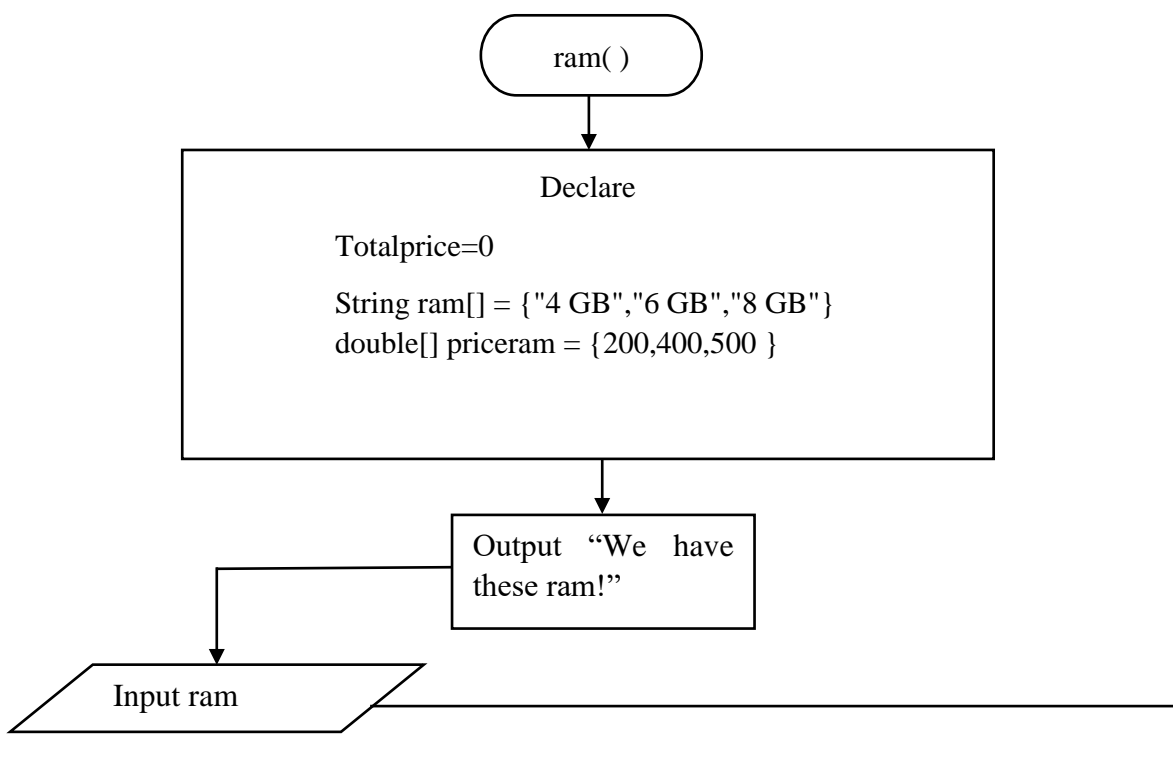 ram( )
Declare
Totalprice=0
String ram[] = {"4 GB","6 GB","8 GB"}
double[] priceram = {200,400,500 }
Output “We have
these ram!”
Input ram